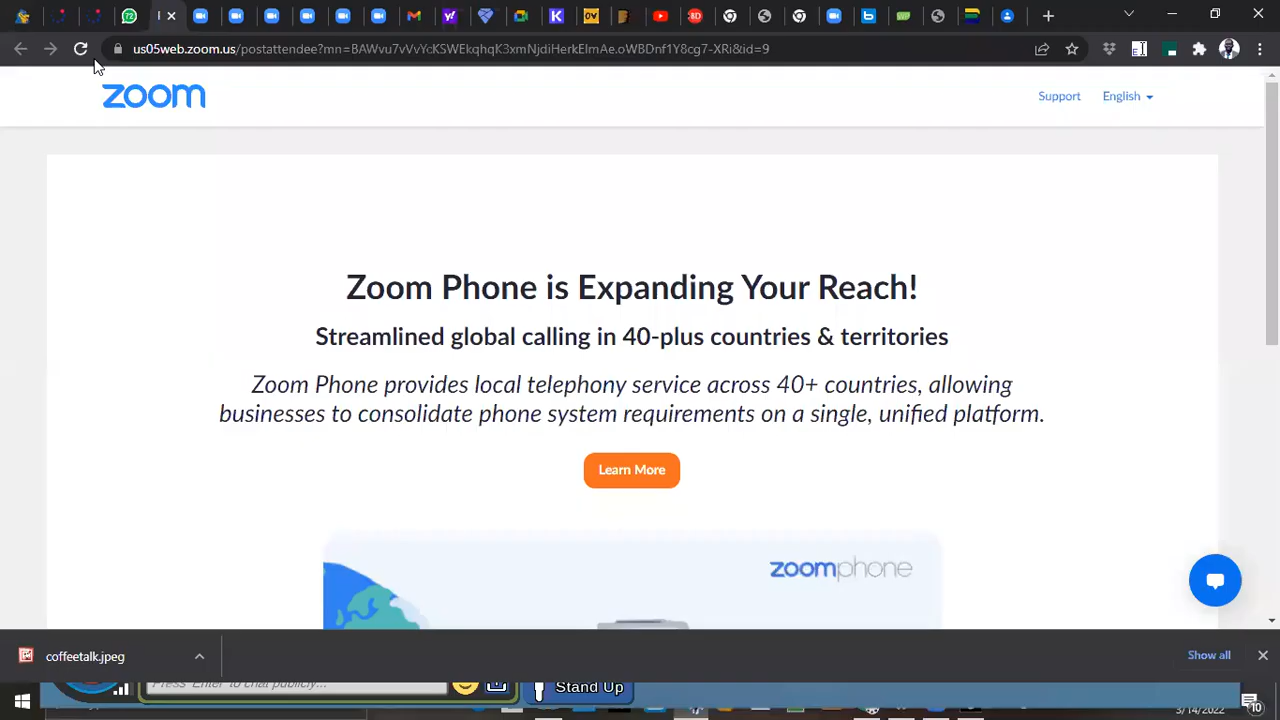 us05web.zoom.us/postattendee?mn=BAWvu7vVvYcKSWEkqhqK3xmNjdiHerkElmAe.oWBDnf1Y8cg7-XRi&id=9
zoom
Support
English
Zoom Phone is Expanding Your Reach!
Streamlined global calling in 40-plus countries & territories
Zoom Phone provides local telephony service across 40+ countries, allowing
businesses to consolidate phone system requirements on a single, unified platform.
Learn More
zoomphone
coffeetalk.jpeg
Show all
Press 'Enter' to chat publicly...
Stand Up
3/14/2022
10